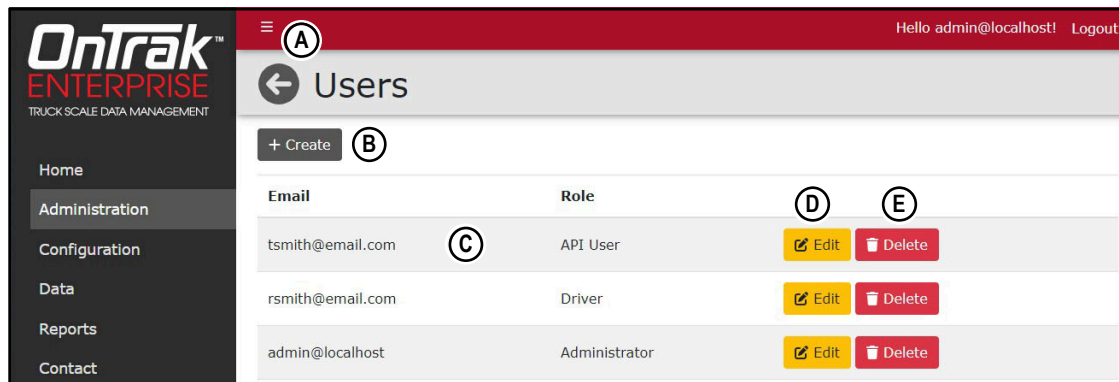 OnTrak™
ENTERPRISE
TRUCK SCALE DATA MANAGEMENT
Home
Administration
Configuration
Data
Reports
Contact
A
Hello admin@localhost! Logout
Users
+ Create B
Email Role D E
tsmith@email.com C API User Edit Delete
rsmith@email.com Driver Edit Delete
admin@localhost Administrator Edit Delete